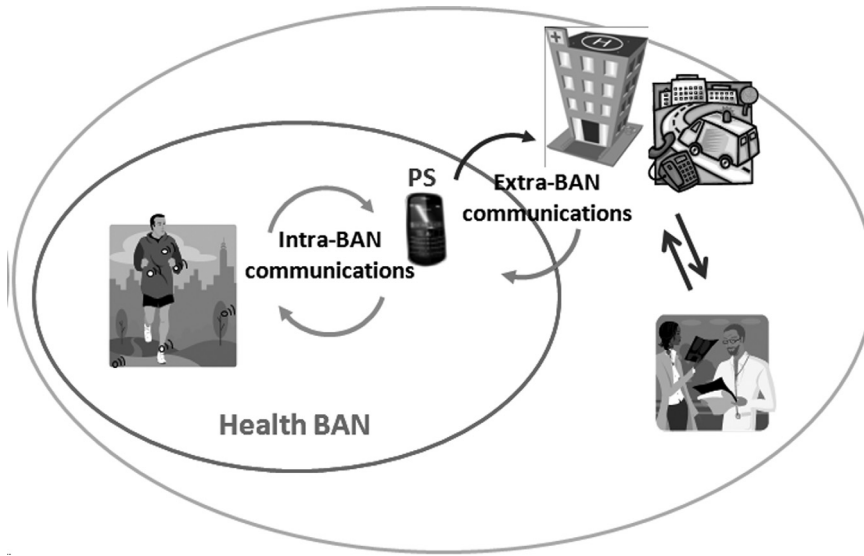 H
PS
Extra-BAN
communications
Intra-BAN
communications
Health BAN